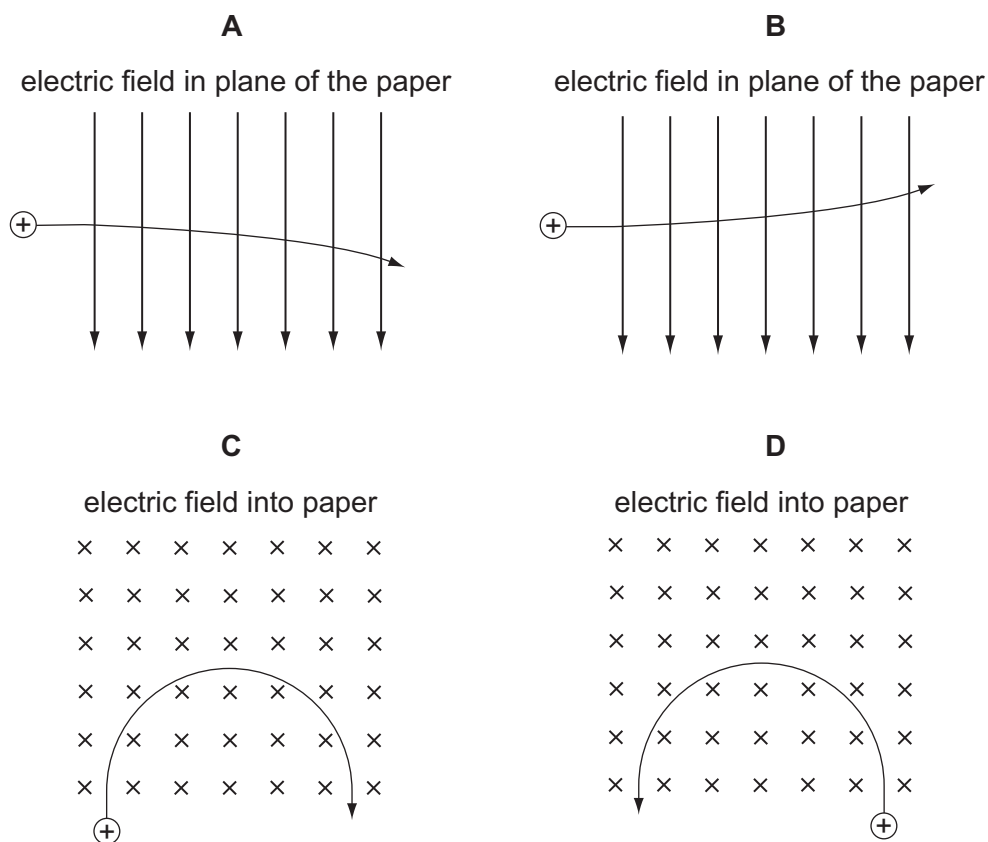 A
electric field in plane of the paper
+
B
electric field in plane of the paper
+
C
electric field into paper
+
D
electric field into paper
+